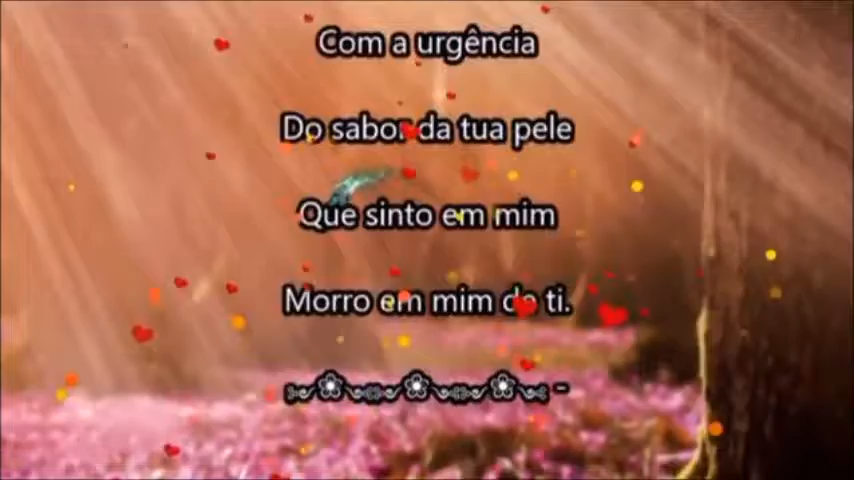 Com a urgência
Do sabor da tua pele
Que sinto em mim
Morro em mim de ti.